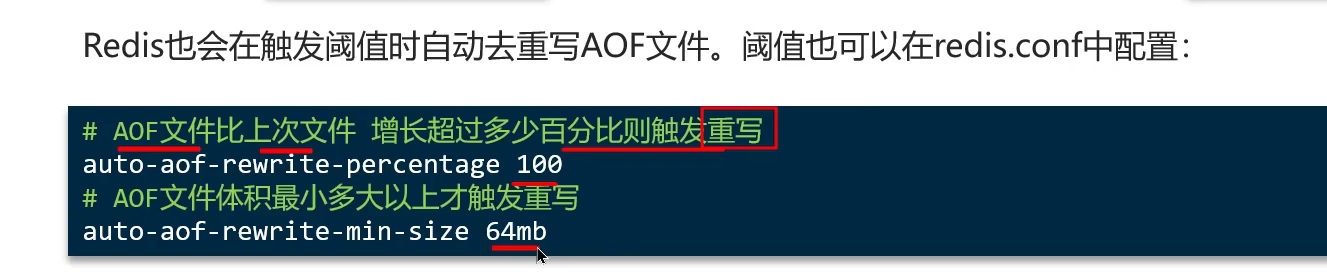 Redis也会在触发阈值时自动去重写AOF文件。阈值也可以在redis.conf中配置：
# AOF文件比上次文件 增长超过多少百分比则触发重写
auto-aof-rewrite-percentage 100
# AOF文件体积最小多大以上才触发重写
auto-aof-rewrite-min-size 64mb